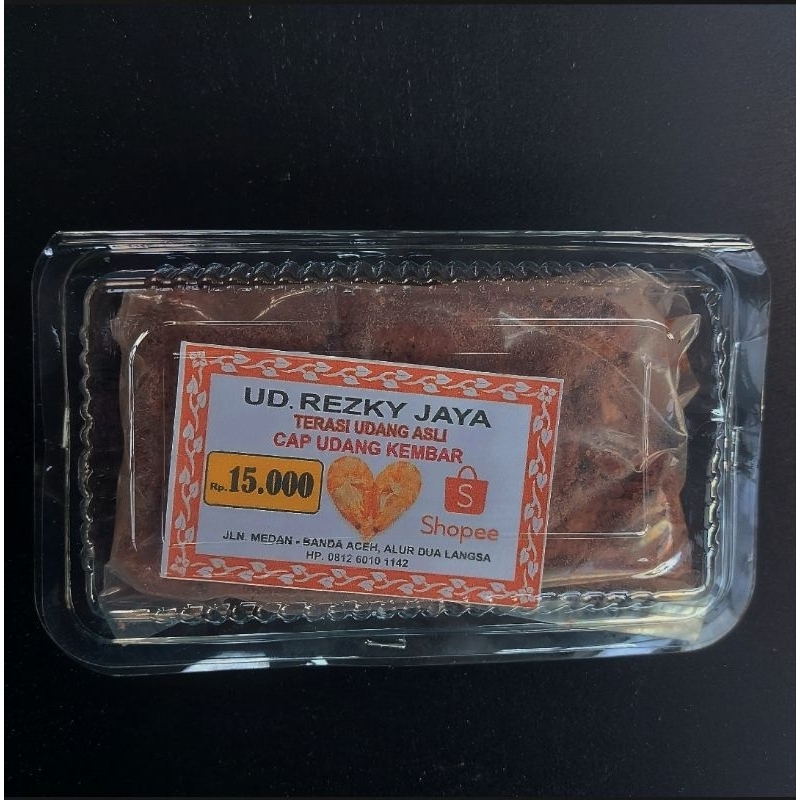 UD. REZKY JAYA
TERASI UDANG ASLI
CAP UDANG KEMBAR
Rp. 15.000
S
Shopee
JLN. MEDAN - BANDA ACEH, ALUR DUA LANGSA
HP. 0812 6010 1142